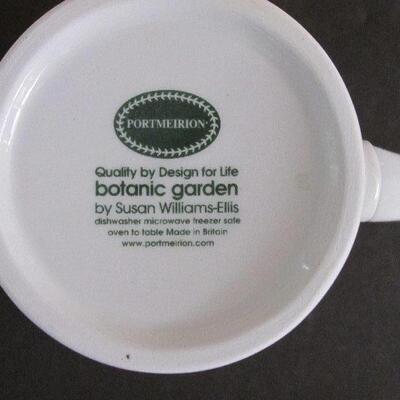 PORTMEIRION®
Quality by Design for Life
botanic garden
by Susan Williams-Ellis
dishwasher microwave freezer safe
oven to table Made in Britain
www.portmeirion.com